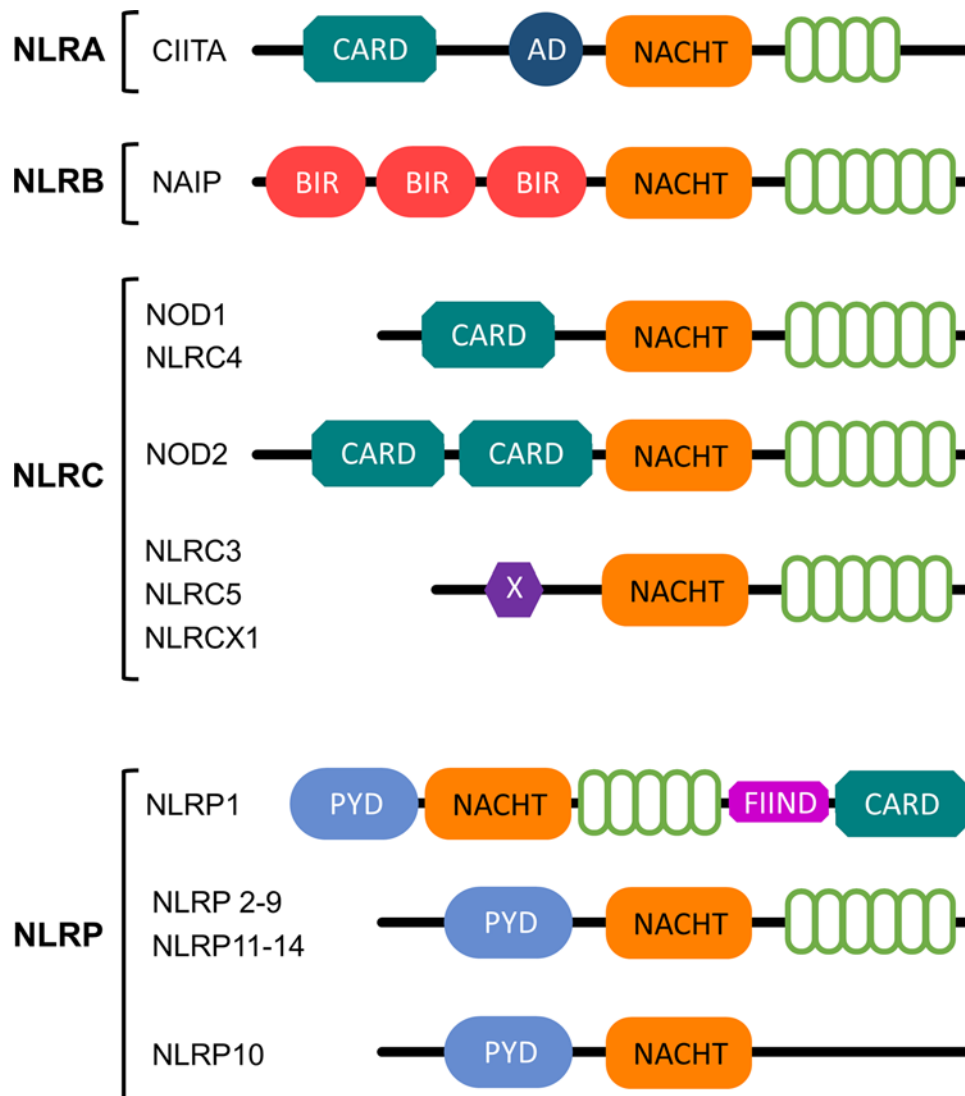 NLRA CIITA CARD AD NACHT
NLRB NAIP BIR BIR BIR NACHT
NLRC
NOD1
NLRC4
CARD NACHT
NOD2 CARD CARD NACHT
NLRC3
NLRC5
NLRCX1
X NACHT
NLRP
NLRP1 PYD NACHT FIIND CARD
NLRP 2-9
NLRP11-14
PYD NACHT
NLRP10 PYD NACHT